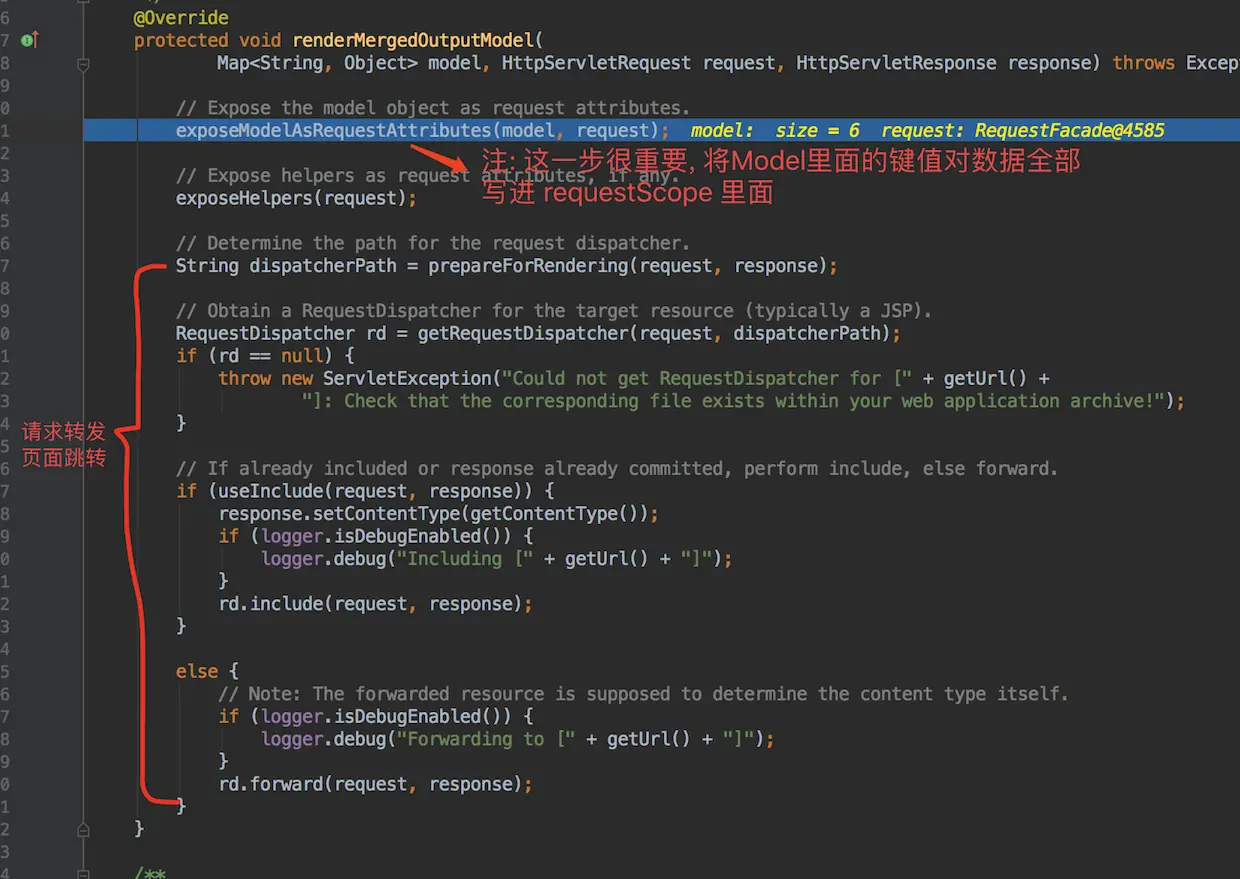 6 @Override
7 protected void renderMergedOutputModel(
8 Map<String, Object> model, HttpServletRequest request, HttpServletResponse response) throws Excep
9
0 // Expose the model object as request attributes.
1 exposeModelAsRequestAttributes(model, request); model: size = 6 request: RequestFacade@4585
2 注: 这一步很重要, 将Model里面的键值对数据全部
3 // Expose helpers as request attributes, if any.
写进 requestScope 里面
4 exposeHelpers(request);
5
6 // Determine the path for the request dispatcher.
7 String dispatcherPath = prepareForRendering(request, response);
8
9 // Obtain a RequestDispatcher for the target resource (typically a JSP).
0 RequestDispatcher rd = getRequestDispatcher(request, dispatcherPath);
1 if (rd == null) {
2 throw new ServletException("Could not get RequestDispatcher for [" + getUrl() +
3 "]: Check that the corresponding file exists within your web application archive!");
4 }
请求转发
5
页面跳转
6 // If already included or response already committed, perform include, else forward.
7 if (useInclude(request, response)) {
8 response.setContentType(getContentType());
9 if (logger.isDebugEnabled()) {
0 logger.debug("Including [" + getUrl() + "]");
1 }
2 rd.include(request, response);
3 }
4
5 else {
6 // Note: The forwarded resource is supposed to determine the content type itself.
7 if (logger.isDebugEnabled()) {
8 logger.debug("Forwarding to [" + getUrl() + "]");
9 }
0 rd.forward(request, response);
1 }
2 }
3
4 /**